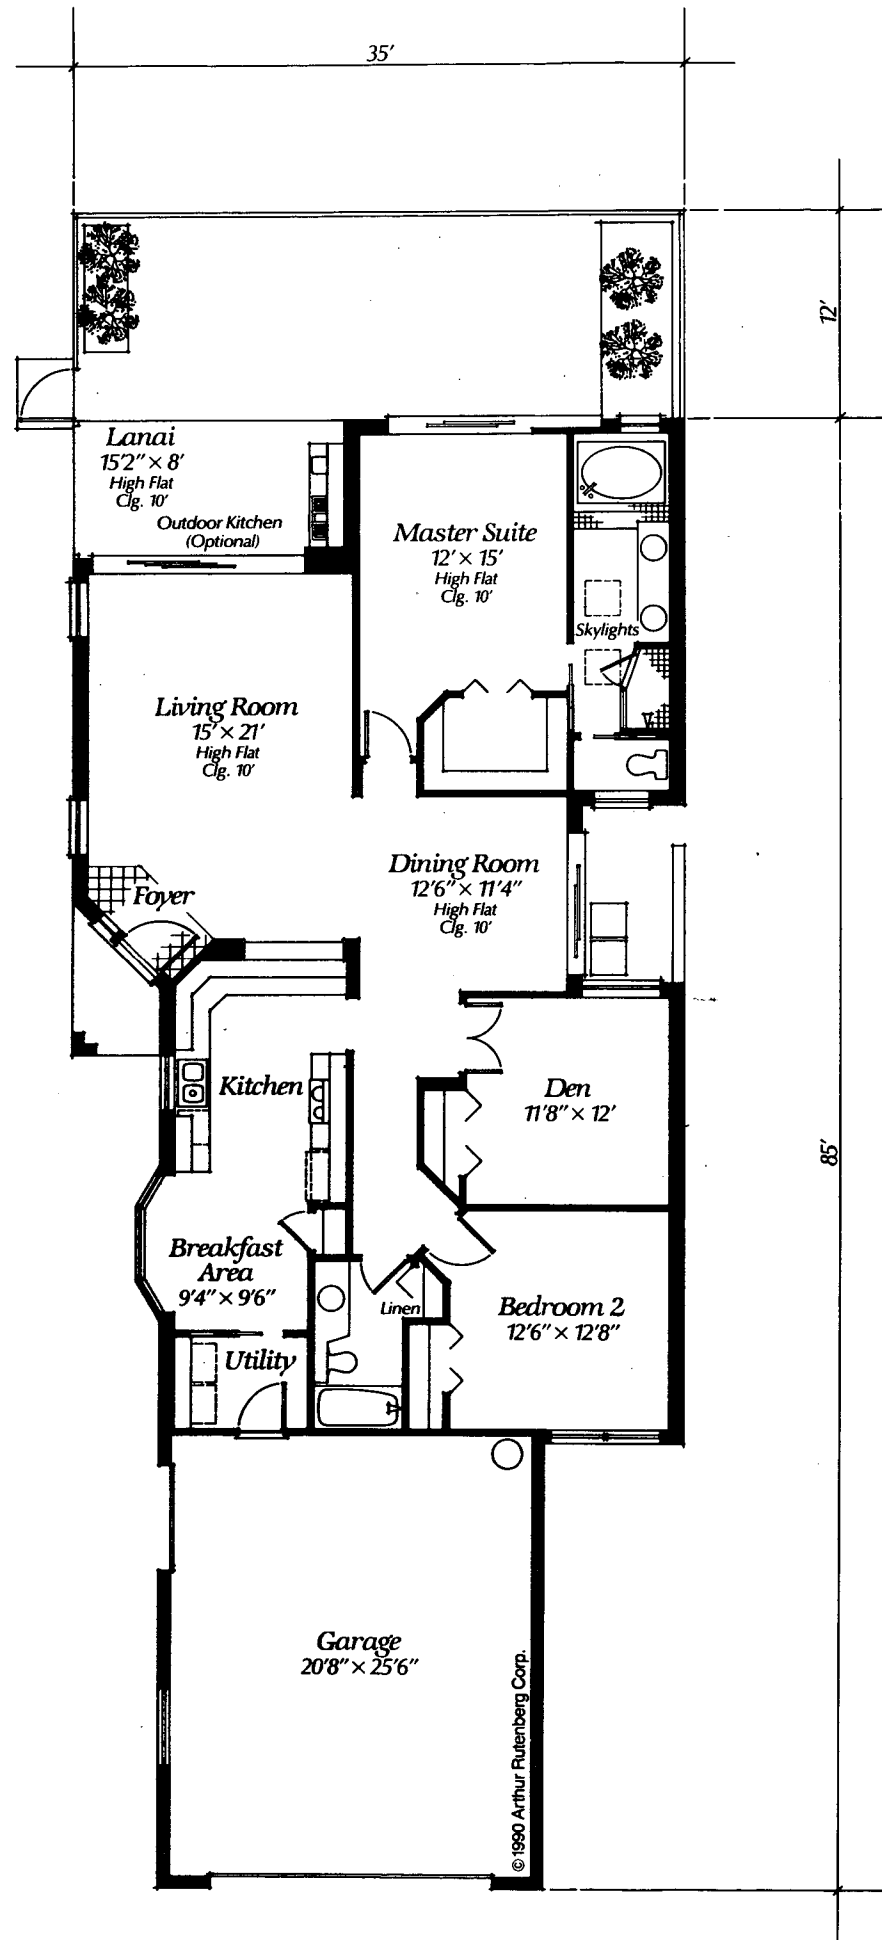 35'
12'
Lanai
15'2" × 8'
High Flat
Clg. 10'
Outdoor Kitchen
(Optional)
Master Suite
12' × 15'
High Flat
Clg. 10'
Skylights
Living Room
15' × 21'
High Flat
Clg. 10'
Dining Room
12'6" × 11'4"
High Flat
Clg. 10'
Foyer
Kitchen
Den
11'8" × 12'
85'
Breakfast
Area
9'4" × 9'6"
Linen
Bedroom 2
12'6" × 12'8"
Utility
Garage
20'8" × 25'6"
©1990 Arthur Rutenberg Corp.